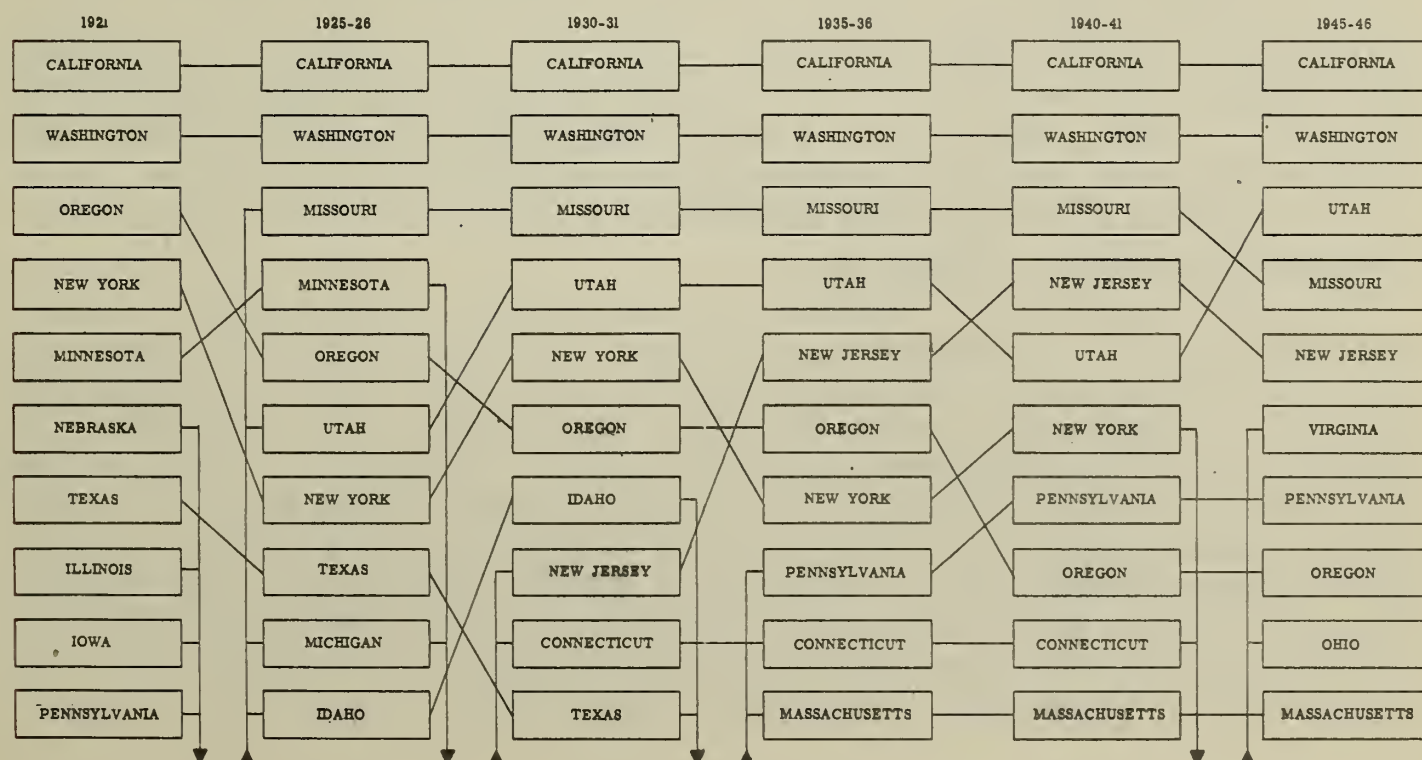 1921 1925-26 1930-31 1935-36 1940-41 1945-46
CALIFORNIA CALIFORNIA CALIFORNIA CALIFORNIA CALIFORNIA CALIFORNIA
WASHINGTON WASHINGTON WASHINGTON WASHINGTON WASHINGTON WASHINGTON
OREGON MISSOURI MISSOURI MISSOURI MISSOURI UTAH
NEW YORK MINNESOTA UTAH UTAH NEW JERSEY MISSOURI
MINNESOTA OREGON NEW YORK NEW JERSEY UTAH NEW JERSEY
NEBRASKA UTAH OREGON OREGON NEW YORK VIRGINIA
TEXAS NEW YORK IDAHO NEW YORK PENNSYLVANIA PENNSYLVANIA
ILLINOIS TEXAS NEW JERSEY PENNSYLVANIA OREGON OREGON
IOWA MICHIGAN CONNECTICUT CONNECTICUT CONNECTICUT OHIO
PENNSYLVANIA IDAHO TEXAS MASSACHUSETTS MASSACHUSETTS MASSACHUSETTS